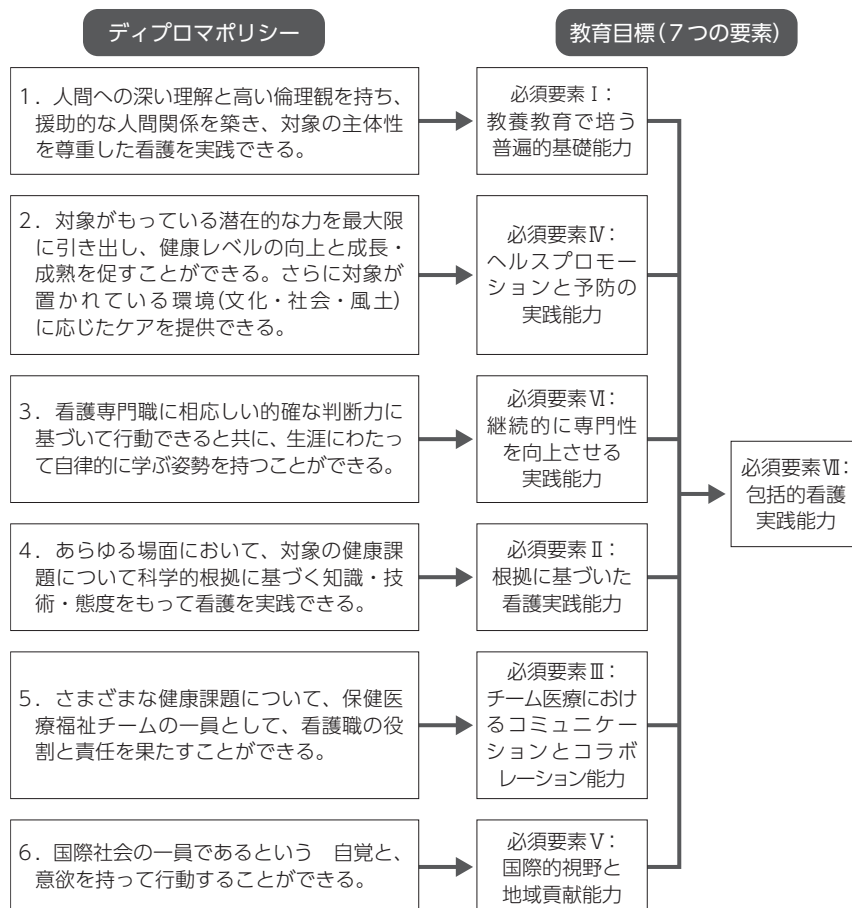 ディプロマポリシー
教育目標(7つの要素)
1．人間への深い理解と高い倫理観を持ち、
援助的な人間関係を築き、対象の主体性
を尊重した看護を実践できる。
必須要素Ⅰ：
教養教育で培う
普遍的基礎能力
2．対象がもっている潜在的な力を最大限
に引き出し、健康レベルの向上と成長・
成熟を促すことができる。さらに対象が
置かれている環境(文化・社会・風土)
に応じたケアを提供できる。
必須要素Ⅳ：
ヘルスプロモー
ションと予防の
実践能力
3．看護専門職に相応しい的確な判断力に
基づいて行動できると共に、生涯にわたっ
て自律的に学ぶ姿勢を持つことができる。
必須要素Ⅵ：
継続的に専門性
を向上させる
実践能力
必須要素Ⅶ：
包括的看護
実践能力
4．あらゆる場面において、対象の健康課
題について科学的根拠に基づく知識・技
術・態度をもって看護を実践できる。
必須要素Ⅱ：
根拠に基づいた
看護実践能力
5．さまざまな健康課題について、保健医
療福祉チームの一員として、看護職の役
割と責任を果たすことができる。
必須要素Ⅲ：
チーム医療におけ
るコミュニケー
ションとコラボ
レーション能力
6．国際社会の一員であるという　自覚と、
意欲を持って行動することができる。
必須要素Ⅴ：
国際的視野と
地域貢献能力